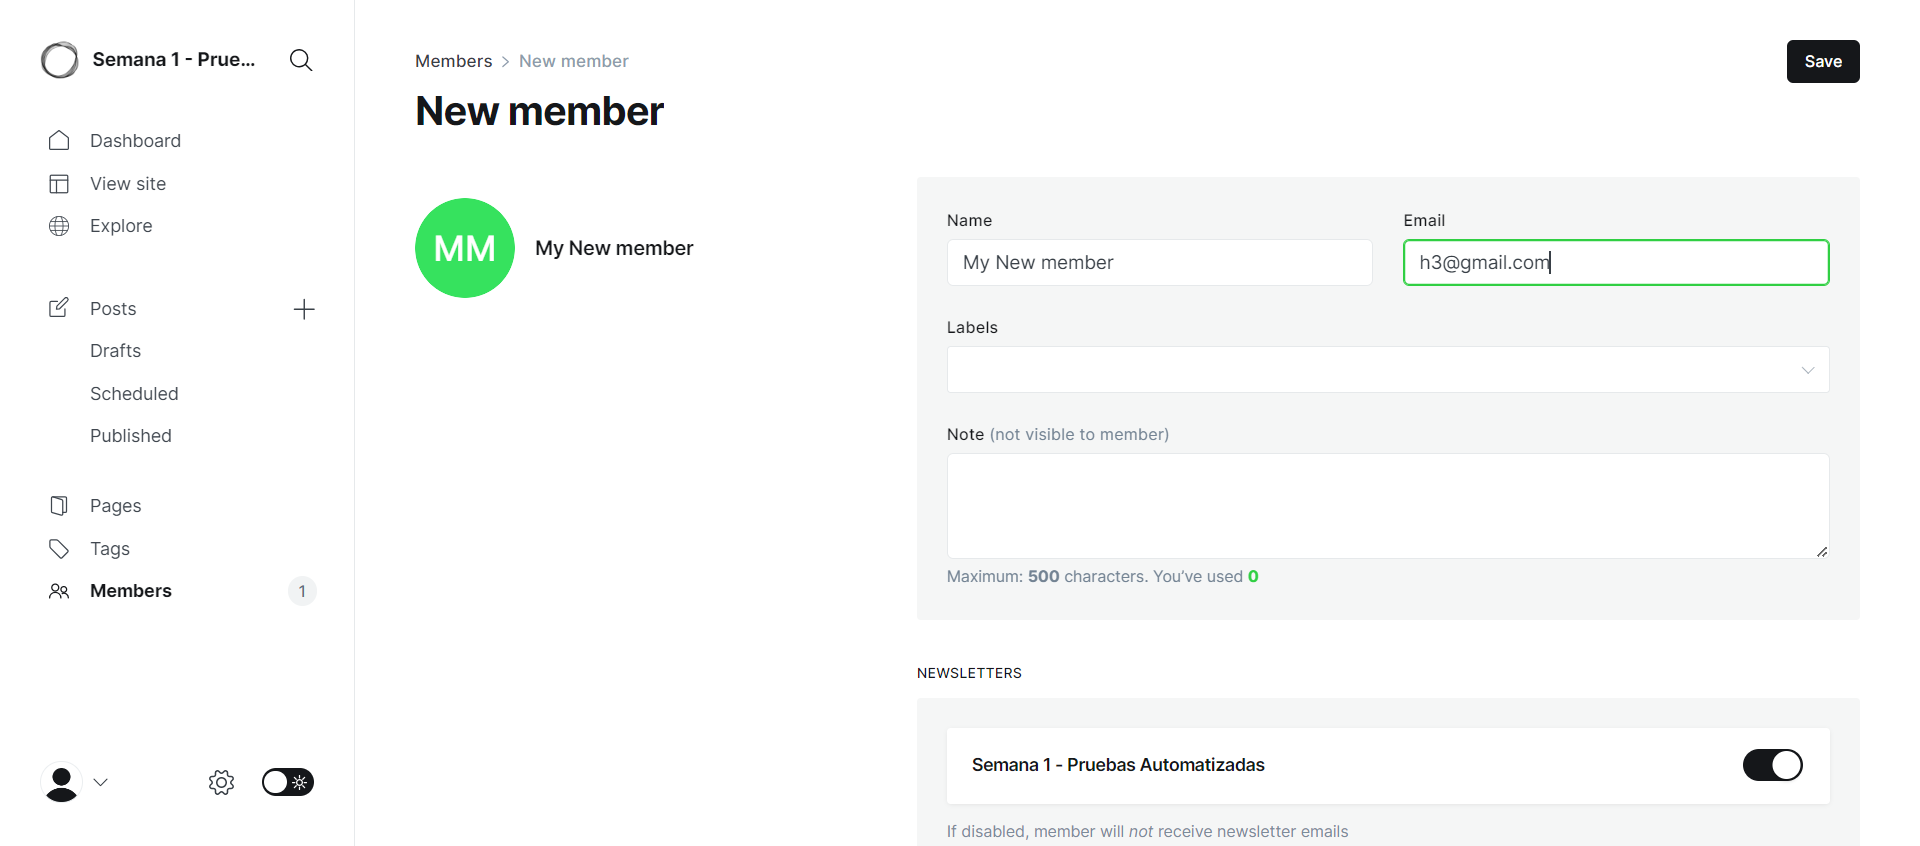 Semana 1 - Prue...
Dashboard
View site
Explore
Posts
Drafts
Scheduled
Published
Pages
Tags
Members
1
Members > New member
Save
New member
MM
My New member
Name
My New member
Email
h3@gmail.com
Labels
Note (not visible to member)
Maximum: 500 characters. You’ve used 0
NEWSLETTERS
Semana 1 - Pruebas Automatizadas
If disabled, member will not receive newsletter emails